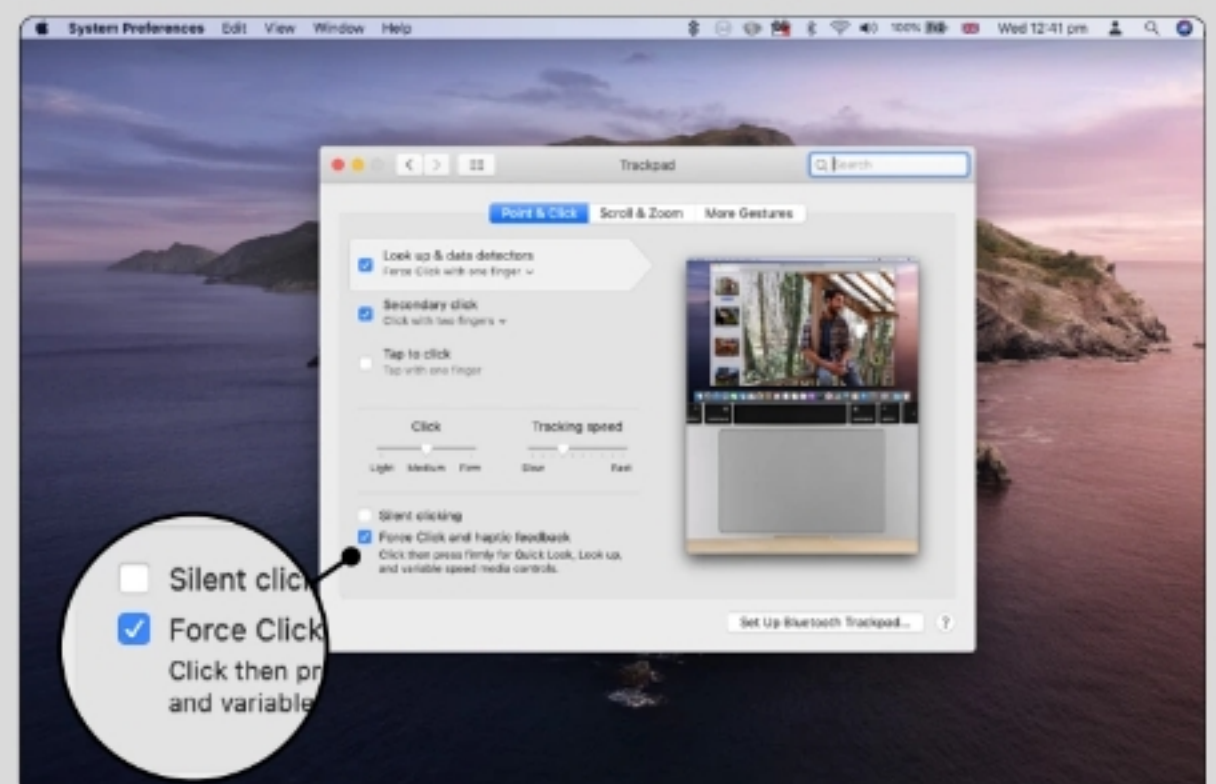 System Preferences Edit View Window Help
100%
Wed 12:41 pm
Trackpad
Search
Point & Click
Scroll & Zoom
More Gestures
Look up & data detectors
Force Click with one finger
Secondary click
Click with two fingers
Tap to click
Tap with one finger
Click
Tracking speed
Light Medium Firm
Slow Fast
Silent clicking
Force Click and haptic feedback
Click then press firmly for Quick Look, Look up,
and variable speed media controls.
Set Up Bluetooth Trackpad...
?
Silent clic
Force Click
Click then pr
and variable